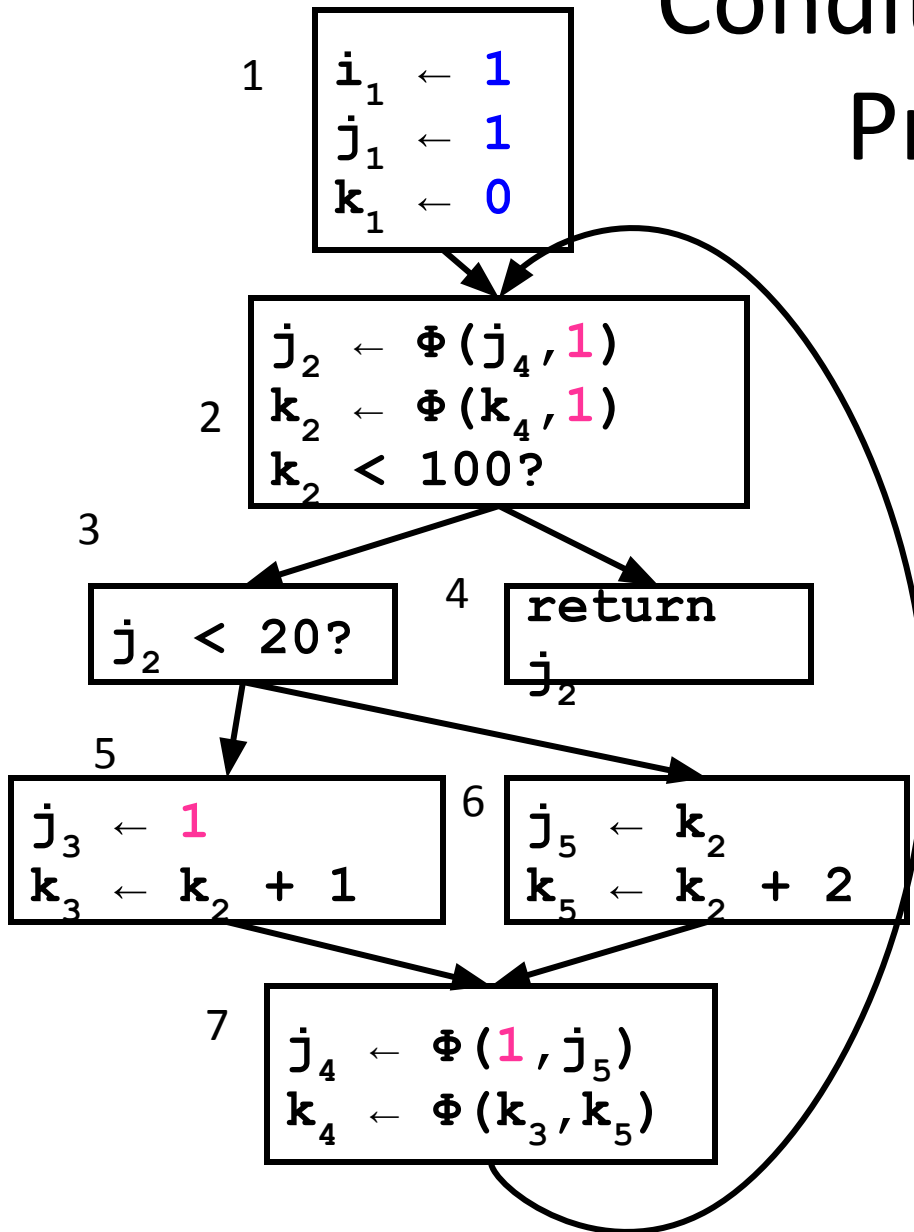 1
i₁ ← 1
j₁ ← 1
k₁ ← 0
2
j₂ ← Φ(j₄,1)
k₂ ← Φ(k₄,1)
k₂ < 100?
3
j₂ < 20?
4
return
j₂
5
j₃ ← 1
k₃ ← k₂ + 1
6
j₅ ← k₂
k₅ ← k₂ + 2
7
j₄ ← Φ(1,j₅)
k₄ ← Φ(k₃,k₅)